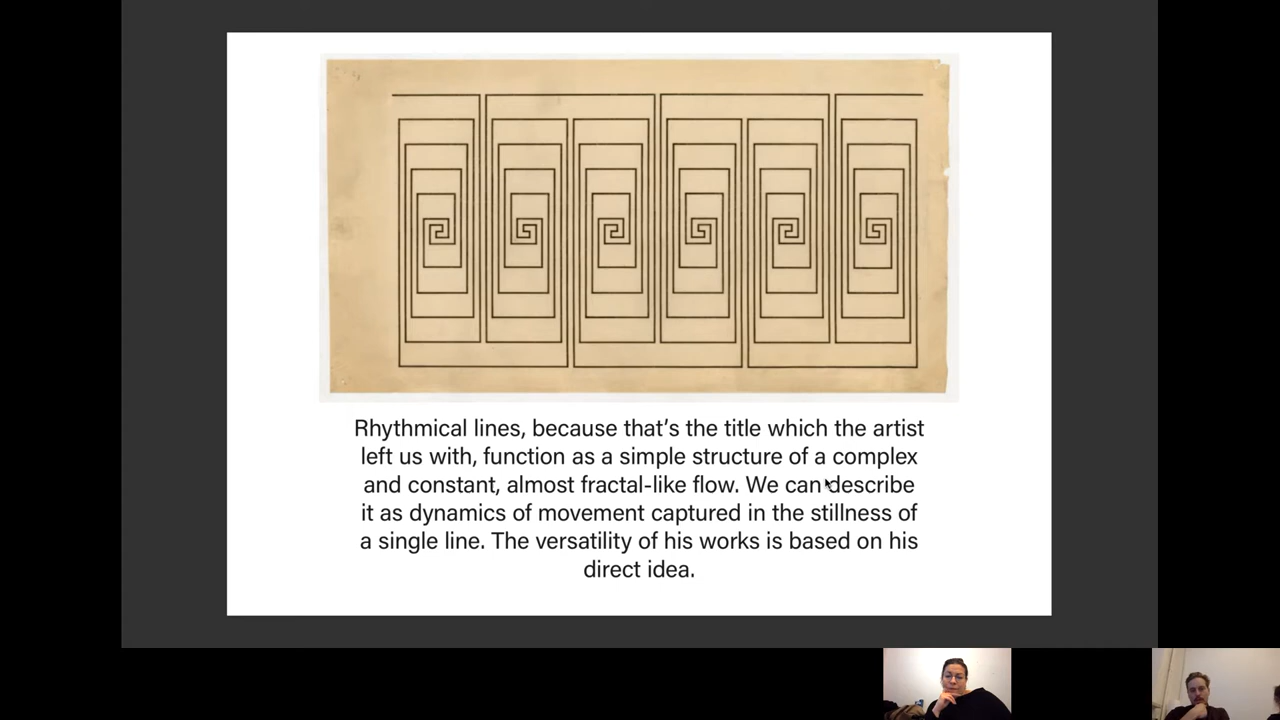 Rhythmical lines, because that’s the title which the artist
left us with, function as a simple structure of a complex
and constant, almost fractal-like flow. We can describe
it as dynamics of movement captured in the stillness of
a single line. The versatility of his works is based on his
direct idea.